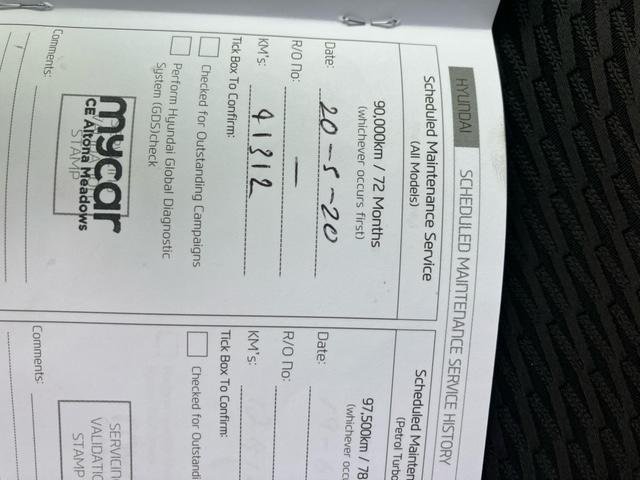 HYUNDAI SCHEDULED MAINTENANCE SERVICE HISTORY
Scheduled Maintenance Service
(All Models)
90,000km / 72 Months
(whichever occurs first)
Date: 20-5-20
R/O No: —
KM's: 41312
Tick Box To Confirm:
Checked for Outstanding Campaigns
Perform Hyundai Global Diagnostic
System (GDS)check
mycar
CE Altona Meadows
STAMP
Comments:
Scheduled Mainten
(Petrol Turbo
97,500km / 78
(whichever occ
Date:
R/O No:
KM's:
Tick Box To Confirm:
Checked for Outstandi
SERVICIN
VALIDATIO
STAMP
Comments: